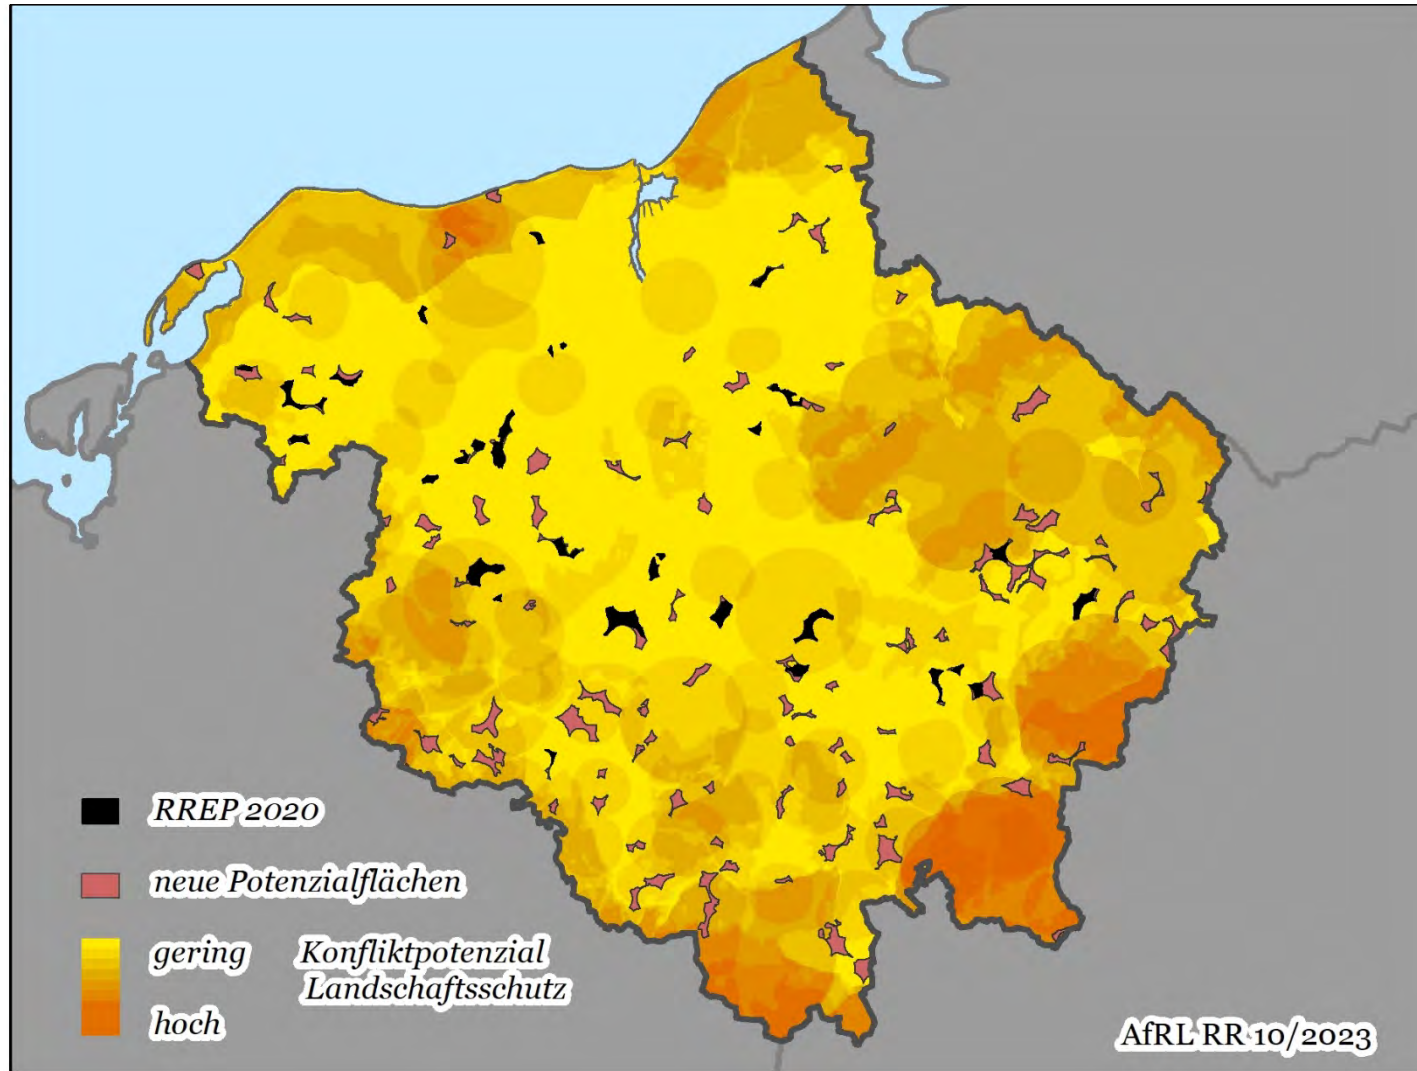 RREP 2020
neue Potenzialflächen
gering Konfliktpotenzial
Landschaftsschutz
hoch
AfRL RR 10/2023